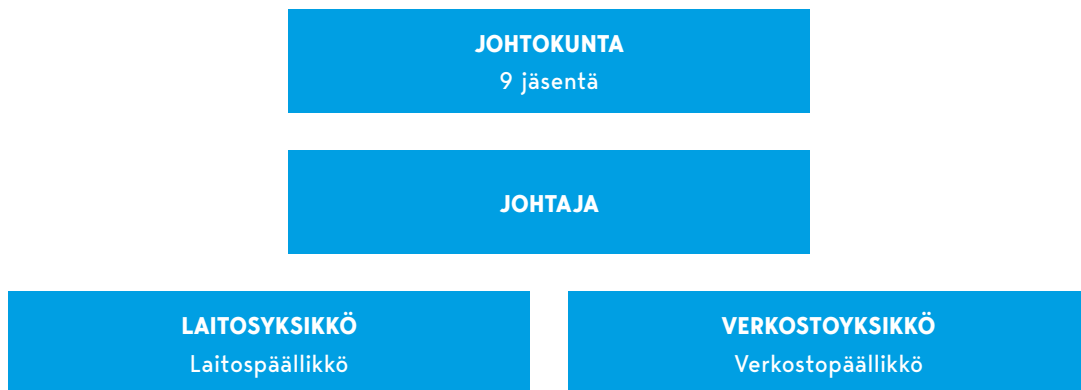 JOHTOKUNTA
9 jäsentä
JOHTAJA
LAITOSYKSIKKÖ
Laitospäällikkö
VERKOSTOYKSIKKÖ
Verkostopäällikkö